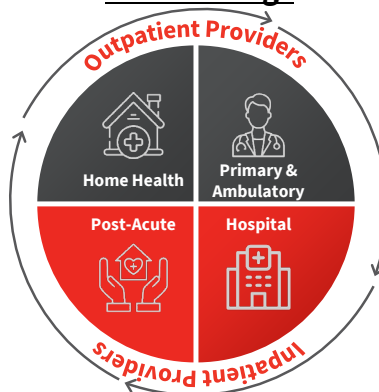 Outpatient Providers
Home Health
Primary &
Ambulatory
Post-Acute
Hospital
Inpatient Providers